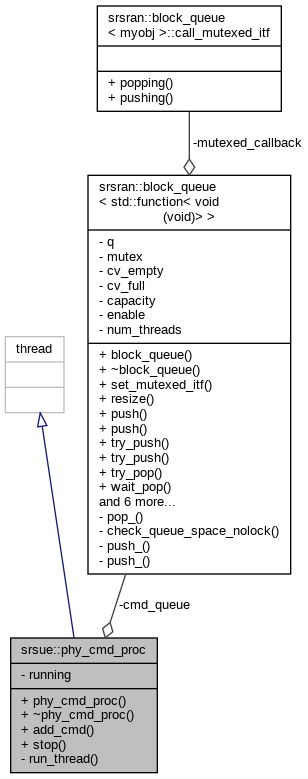 srsran::block_queue
< myobj >::call_mutexed_itf
+ popping()
+ pushing()
-mutexed_callback
srsran::block_queue
< std::function< void
(void)> >
- q
- mutex
- cv_empty
- cv_full
- capacity
- enable
- num_threads
+ block_queue()
+ ~block_queue()
+ set_mutexed_itf()
+ resize()
+ push()
+ push()
+ try_push()
+ try_push()
+ try_pop()
+ wait_pop()
and 6 more...
- pop_()
- check_queue_space_nolock()
- push_()
- push_()
thread
-cmd_queue
srsue::phy_cmd_proc
- running
+ phy_cmd_proc()
+ ~phy_cmd_proc()
+ add_cmd()
+ stop()
- run_thread()